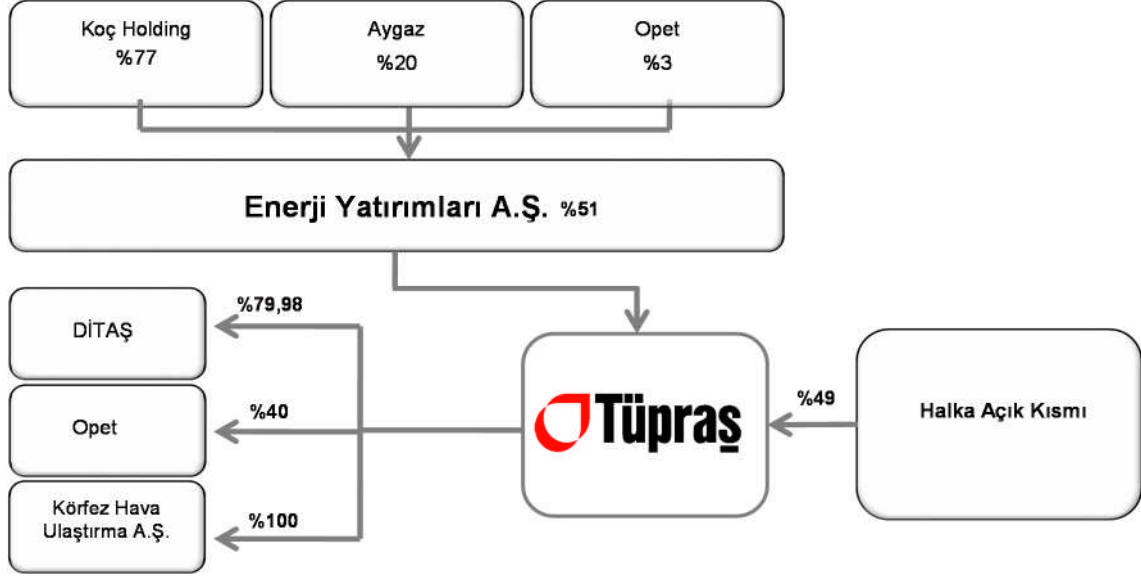 Koç Holding
%77
Aygaz
%20
Opet
%3
Enerji Yatırımları A.Ş. %51
%79,98
DİTAŞ
%40
Opet
%100
Körfez Hava
Ulaştırma A.Ş.
Tüpraş
%49
Halka Açık Kısmı